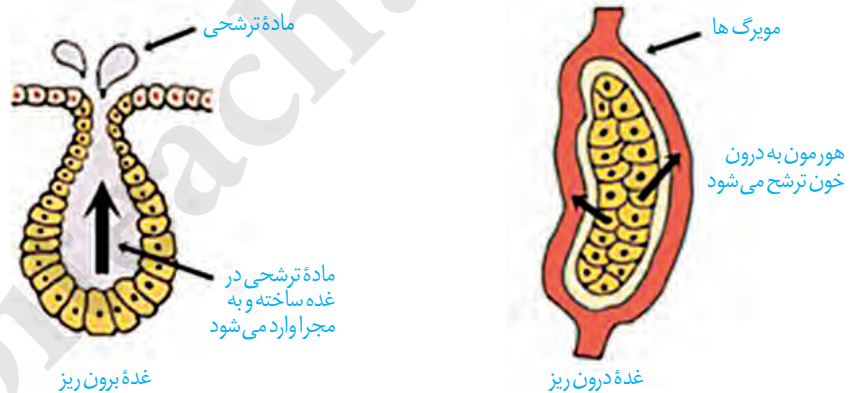 مویرگ ها
هورمون به درون
خون ترشح می‌شود
غدهٔ درون ریز
مادهٔ ترشحی
مادهٔ ترشحی در
غده ساخته و به
مجرا وارد می‌شود
غدهٔ برون ریز